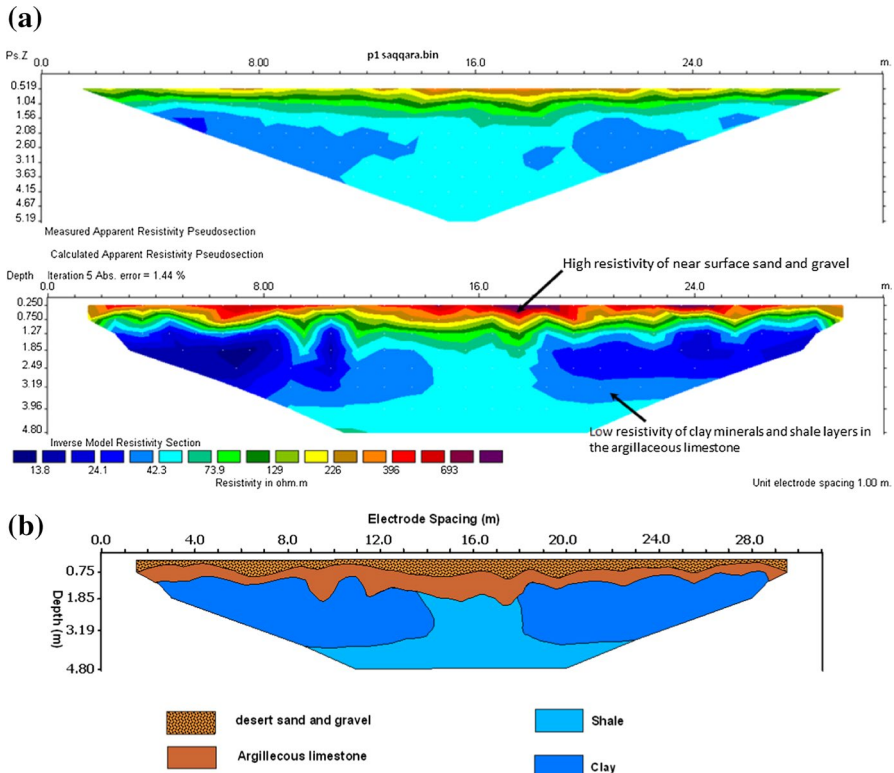 (a)
Ps.Z
p1saqqara.bin
0.0 8.00 16.0 24.0 m.
0.519
1.04
1.56
2.08
2.60
3.11
3.63
4.15
4.67
5.19
Measured Apparent Resistivity Pseudosection
Calculated Apparent Resistivity Pseudosection
High resistivity of near surface sand and gravel
Depth Iteration 5 Abs. error = 1.44 %
0.0 8.00 16.0 24.0 m.
0.250
0.750
1.27
1.85
2.49
3.19
3.96
4.80
Low resistivity of clay minerals and shale layers in
the argillaceous limestone
Inverse Model Resistivity Section
13.8 24.1 42.3 73.9 129 226 396 693
Resistivity in ohm.m
Unit electrode spacing 1.00 m.
(b)
Electrode Spacing (m)
0.0 4.0 8.0 12.0 16.0 20.0 24.0 28.0
0.75
1.85
3.19
4.80
Depth (m)
desert sand and gravel
Shale
Argillecous limestone
Clay